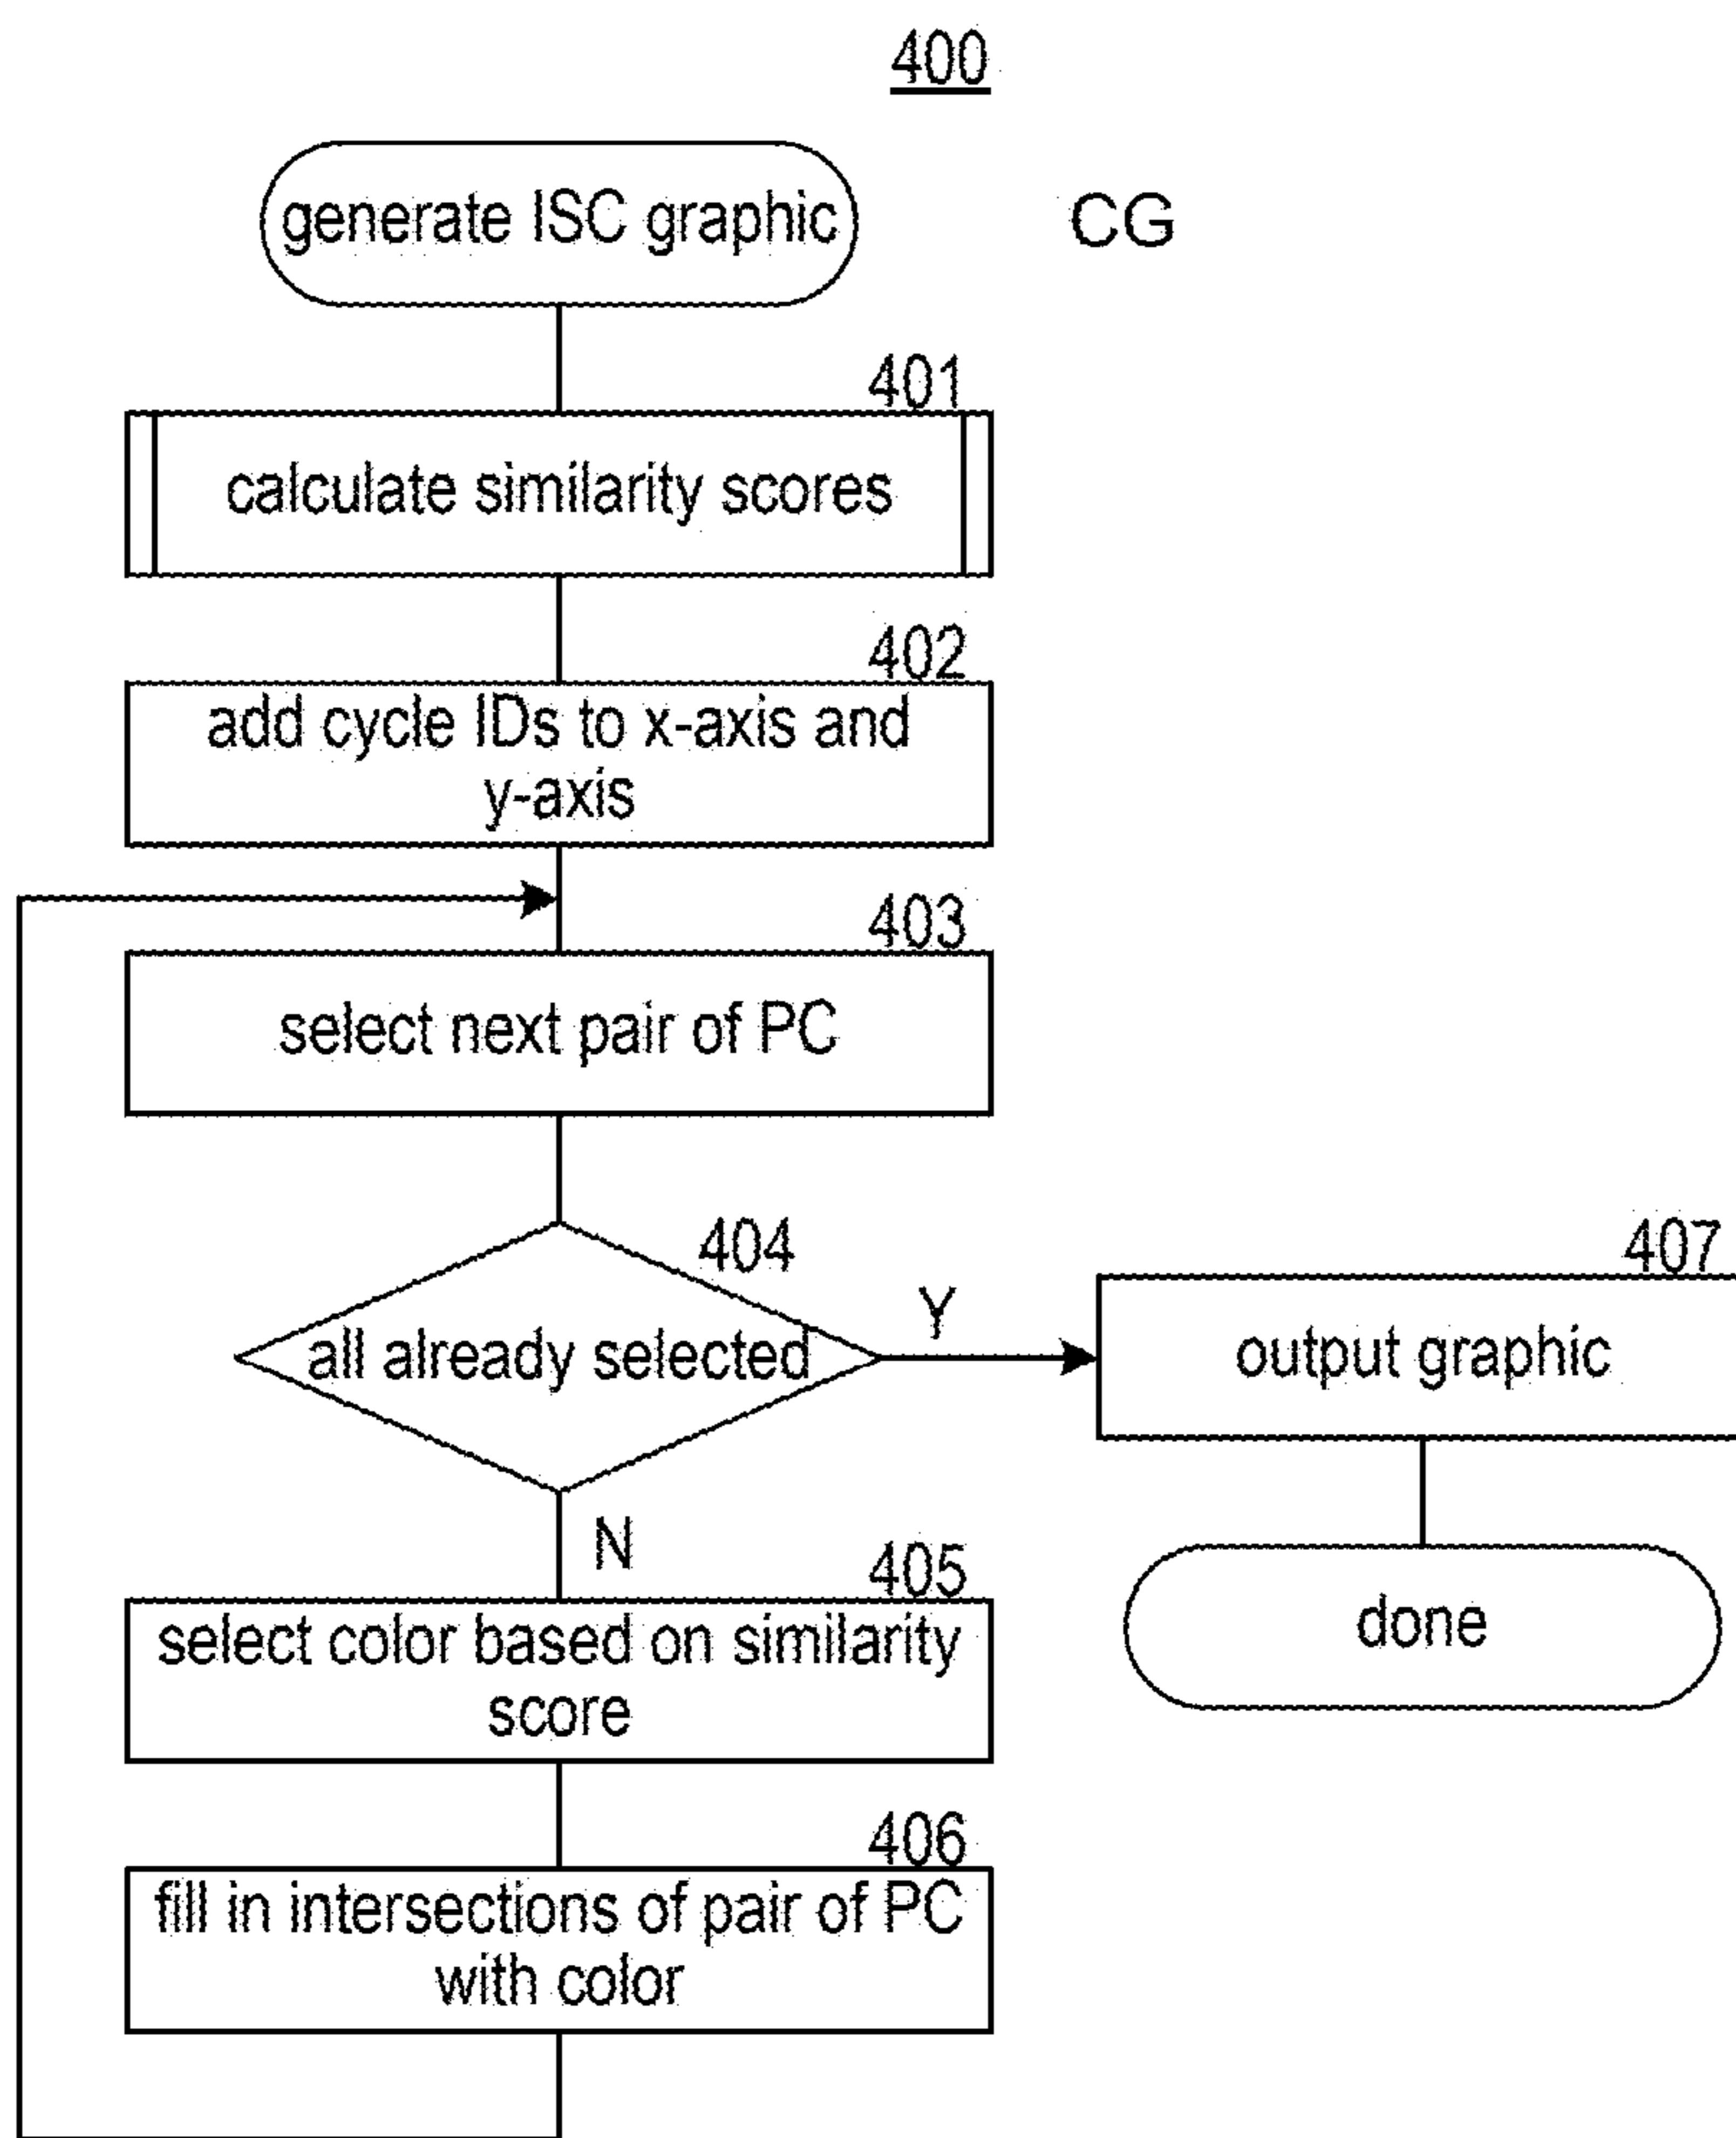 400
generate ISC graphic
CG
401
calculate similarity scores
402
add cycle IDs to x-axis and
y-axis
403
select next pair of PC
404
all already selected
Y
407
output graphic
done
N
405
select color based on similarity
score
406
fill in intersections of pair of PC
with color